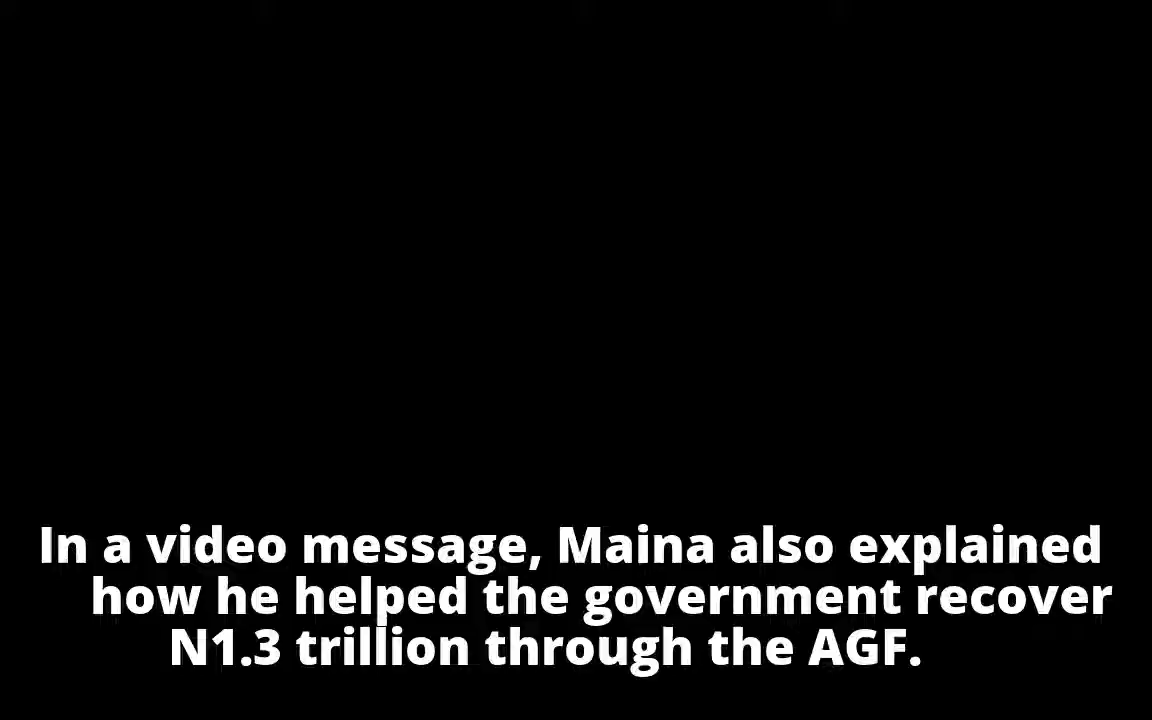 In a video message, Maina also explained
how he helped the government recover
N1.3 trillion through the AGF.